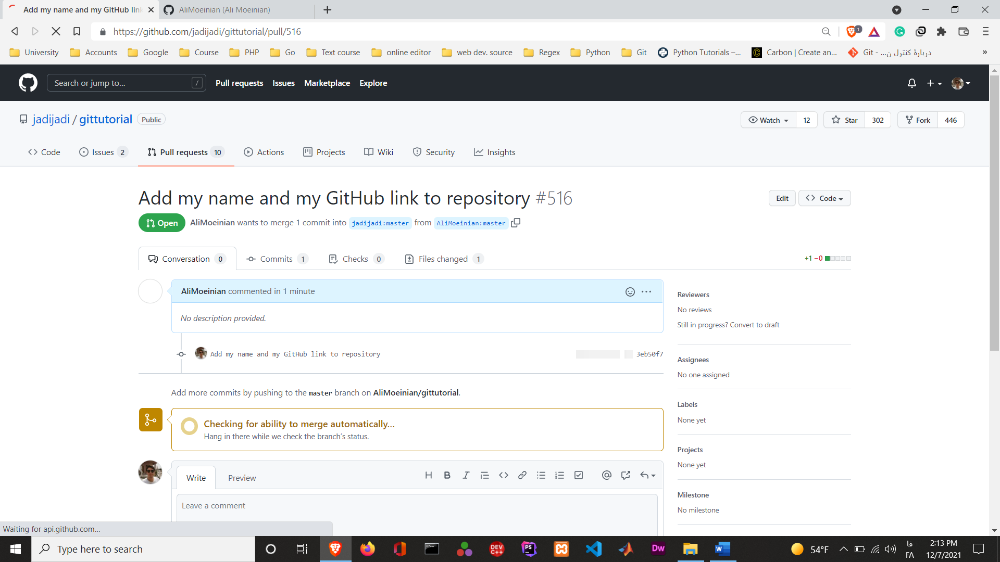 Add my name and my GitHub link
AliMoeinian (Ali Moeinian)
https://github.com/jadijadi/gittutorial/pull/516
1
University
Accounts
Google
Course
PHP
Go
Text course
online editor
web dev. source
Regex
Python
Git
Python Tutorials –...
Carbon | Create an...
Git - ...دربارهٔ کنترل ن
»
Search or jump to...
/
Pull requests
Issues
Marketplace
Explore
jadijadi / gittutorial
Public
Watch
12
Star
302
Fork
446
Code
Issues 2
Pull requests 10
Actions
Projects
Wiki
Security
Insights
Add my name and my GitHub link to repository #516
Edit
Code
Open
AliMoeinian wants to merge 1 commit into jadijadi:master from AliMoeinian:master
Conversation 0
Commits 1
Checks 0
Files changed 1
+1 −0
AliMoeinian commented in 1 minute
No description provided.
Add my name and my GitHub link to repository
3eb50f7
Add more commits by pushing to the master branch on AliMoeinian/gittutorial.
Checking for ability to merge automatically...
Hang in there while we check the branch's status.
Write
Preview
Leave a comment
Reviewers
No reviews
Still in progress? Convert to draft
Assignees
No one assigned
Labels
None yet
Projects
None yet
Milestone
No milestone
Waiting for api.github.com...
Type here to search
DEV C++
PS
Dw
W
54°F
فا
FA
2:13 PM
12/7/2021